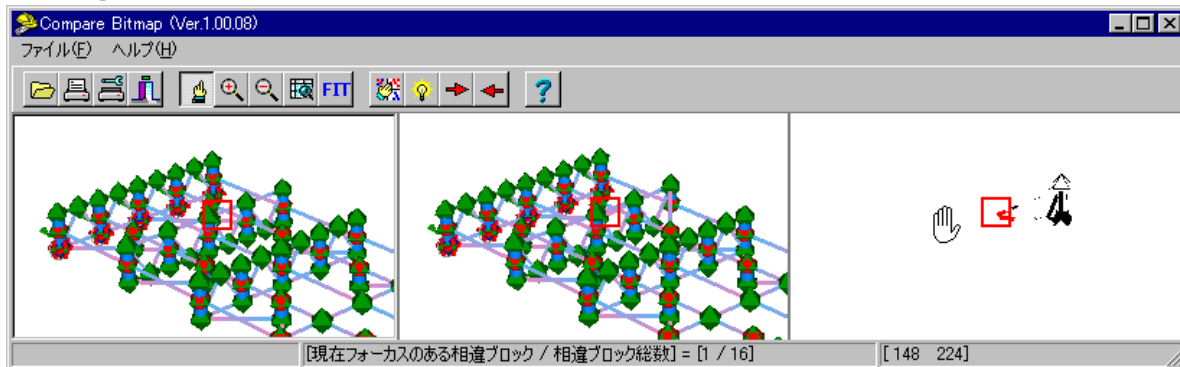 Compare Bitmap (Ver.1.00.08)
ファイル(F) ヘルプ(H)
FIT
[現在フォーカスのある相違ブロック / 相違ブロック総数] = [1 / 16]
[ 148 224]